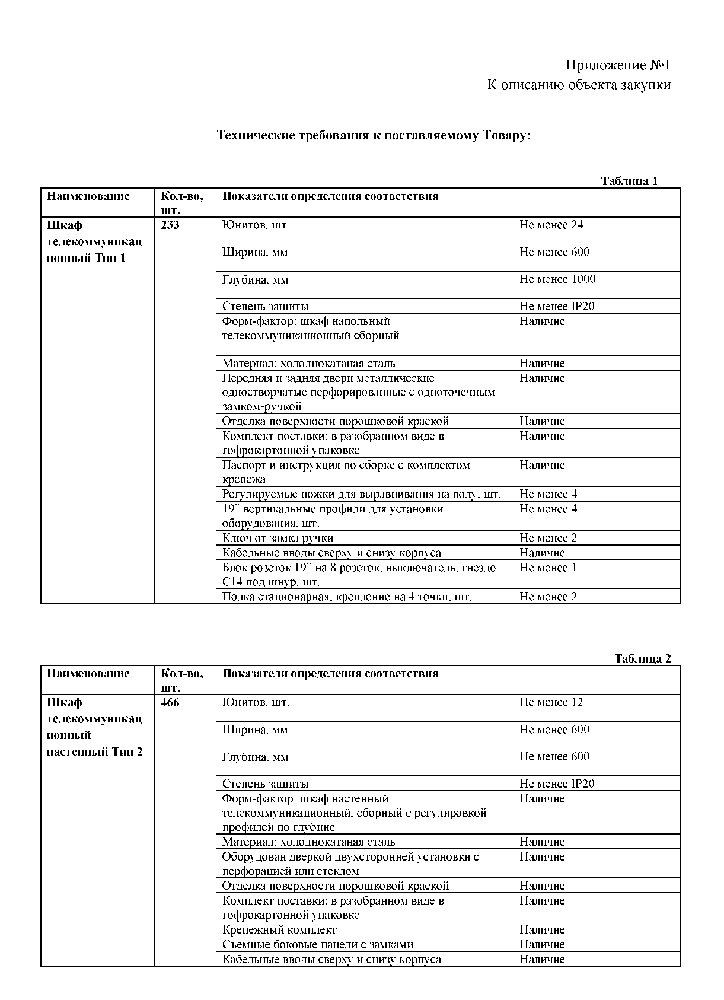 Приложение №1
К описанию объекта закупки
Технические требования к поставляемому Товару:
Таблица 1
Наименование
Кол-во,
шт.
Показатели определения соответствия
Шкаф
телекоммуникац
ионный Тип 1
233
Юнитов, шт.
Не менее 24
Ширина, мм
Не менее 600
Глубина, мм
Не менее 1000
Степень защиты
Не менее IP20
Форм-фактор: шкаф напольный
телекоммуникационный сборный
Наличие
Материал: холоднокатаная сталь
Наличие
Передняя и задняя двери металлические
одностворчатые перфорированные с одноточечным
замком-ручкой
Наличие
Отделка поверхности порошковой краской
Наличие
Комплект поставки: в разобранном виде в
гофрокартонной упаковке
Наличие
Паспорт и инструкция по сборке с комплектом
крепежа
Наличие
Регулируемые ножки для выравнивания на полу, шт.
Не менее 4
19” вертикальные профили для установки
оборудования, шт.
Не менее 4
Ключ от замка ручки
Не менее 2
Кабельные вводы сверху и снизу корпуса
Наличие
Блок розеток 19” на 8 розеток, выключатель, гнездо
С14 под шнур, шт.
Не менее 1
Полка стационарная, крепление на 4 точки, шт.
Не менее 2
Таблица 2
Наименование
Кол-во,
шт.
Показатели определения соответствия
Шкаф
телекоммуникац
ионный
настенный Тип 2
466
Юнитов, шт.
Не менее 12
Ширина, мм
Не менее 600
Глубина, мм
Не менее 600
Степень защиты
Не менее IP20
Форм-фактор: шкаф настенный
телекоммуникационный, сборный с регулировкой
профилей по глубине
Наличие
Материал: холоднокатаная сталь
Наличие
Оборудован дверкой двухсторонней установки с
перфорацией или стеклом
Наличие
Отделка поверхности порошковой краской
Наличие
Комплект поставки: в разобранном виде в
гофрокартонной упаковке
Наличие
Крепежный комплект
Наличие
Съемные боковые панели с замками
Наличие
Кабельные вводы сверху и снизу корпуса
Наличие